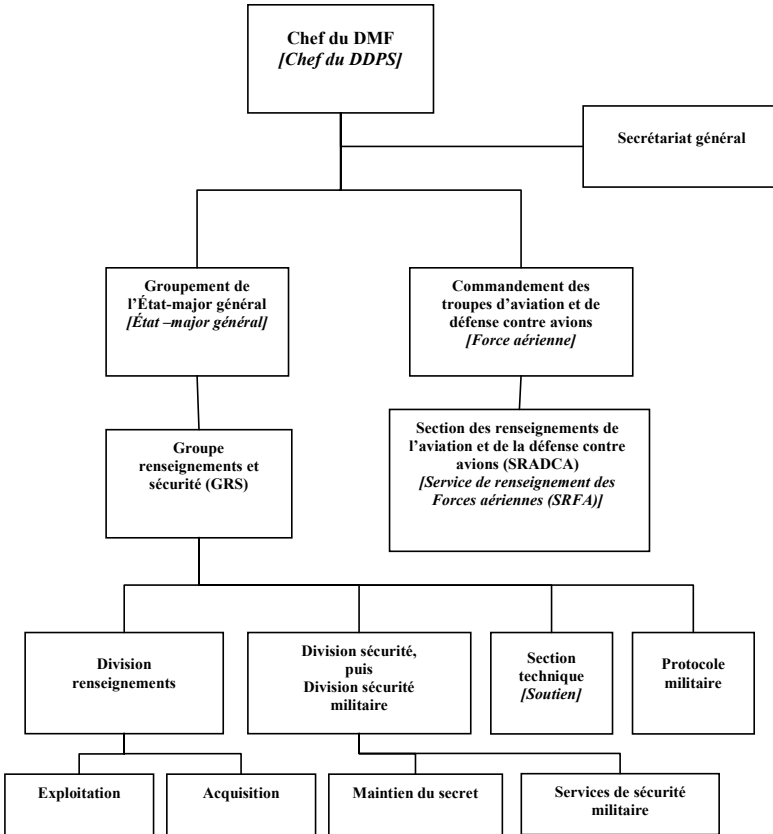 Chef du DMF
[Chef du DDPS]
Secrétariat général
Groupement de
l'État-major général
[État –major général]
Commandement des
troupes d'aviation et de
défense contre avions
[Force aérienne]
Groupe
renseignements et
sécurité (GRS)
Section des renseignements de
l'aviation et de la défense contre
avions (SRADCA)
[Service de renseignement des
Forces aériennes (SRFA)]
Division
renseignements
Division sécurité,
puis
Division sécurité
militaire
Section
technique
[Soutien]
Protocole
militaire
Exploitation
Acquisition
Maintien du secret
Services de sécurité
militaire